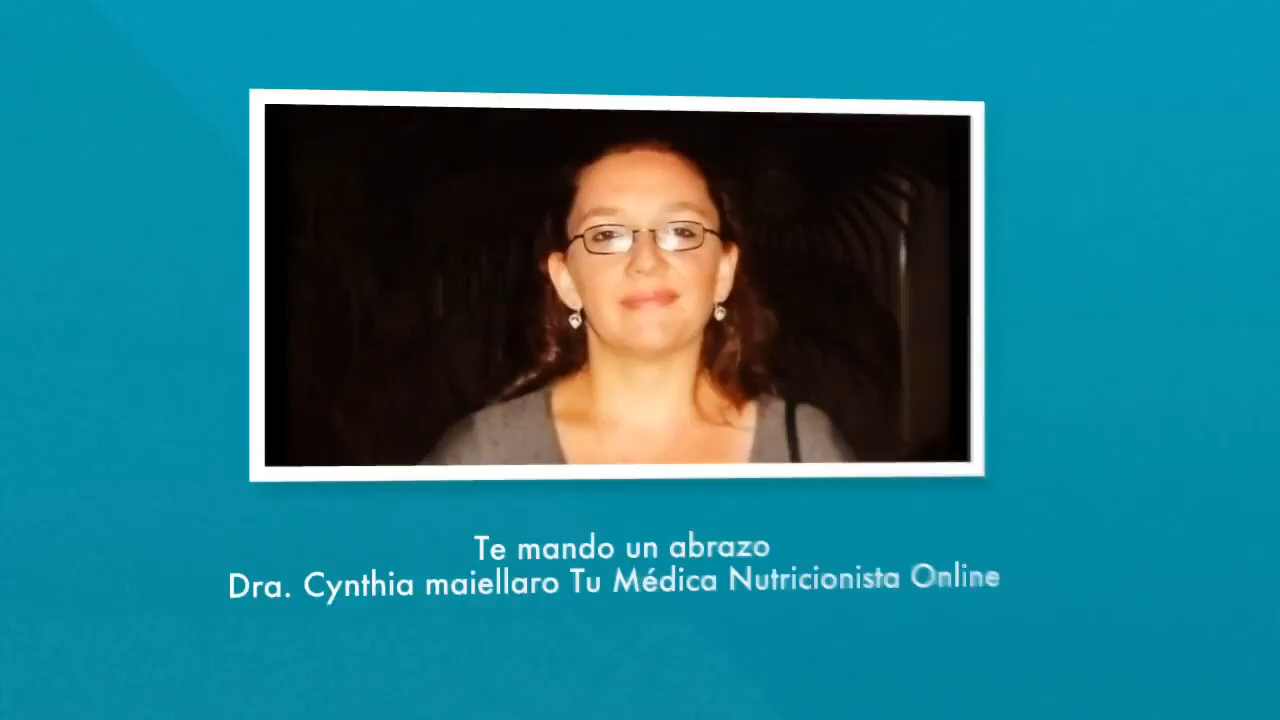 Te mando un abrazo
Dra. Cynthia maiellaro Tu Médica Nutricionista Online